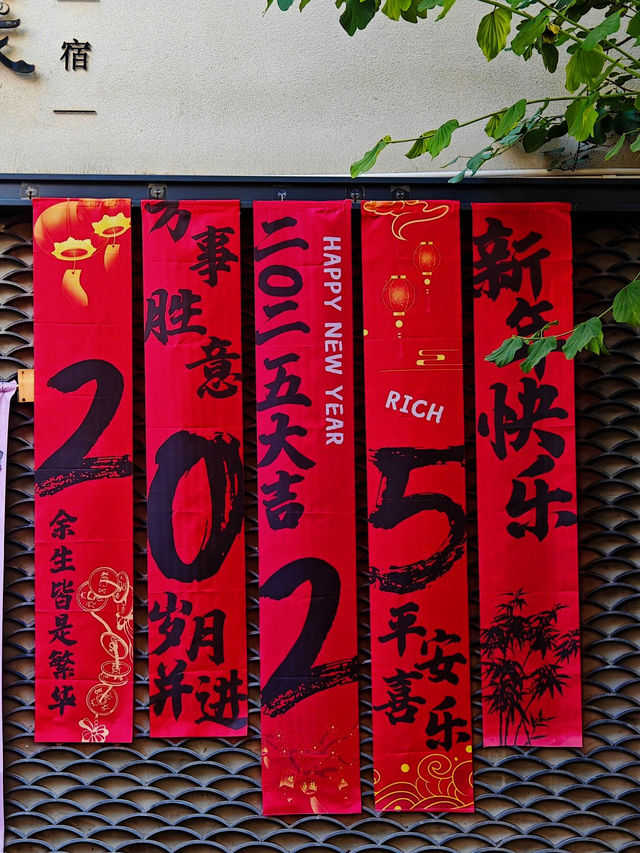 宿
2
余生皆是繁华
万事胜意
0
岁月并进
二〇二五大吉
HAPPY NEW YEAR
2
RICH
5
平安喜乐
新年快乐